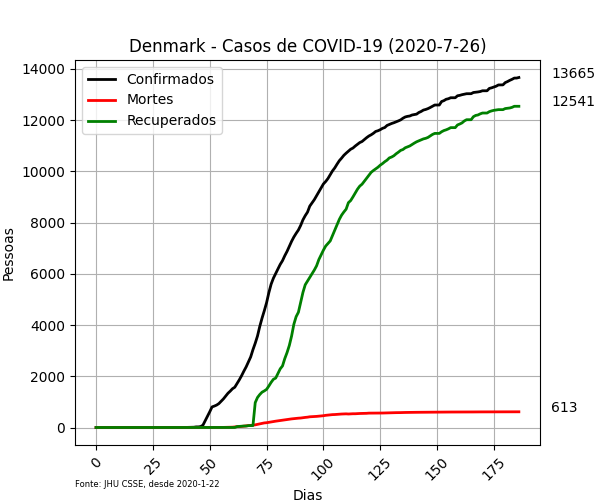 Denmark - Casos de COVID-19 (2020-7-26)
Confirmados
Mortes
Recuperados
13665
12541
613
Pessoas
14000
12000
10000
8000
6000
4000
2000
0
0
25
50
75
100
125
150
175
Fonte: JHU CSSE, desde 2020-1-22
Dias